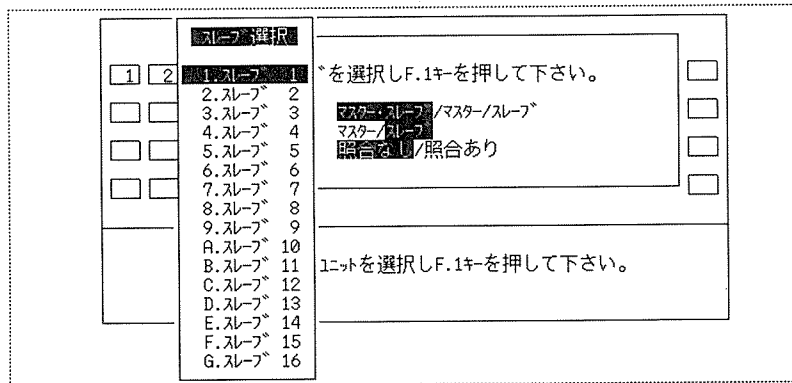 スレーブ 選択
1.スレーブ 1
2.スレーブ 2
3.スレーブ 3
4.スレーブ 4
5.スレーブ 5
6.スレーブ 6
7.スレーブ 7
8.スレーブ 8
9.スレーブ 9
A.スレーブ 10
B.スレーブ 11
C.スレーブ 12
D.スレーブ 13
E.スレーブ 14
F.スレーブ 15
G.スレーブ 16
1 2
を選択しF.1キーを押して下さい。
マスター・スレーブ/マスター/スレーブ
マスター/スレーブ
照合なし/照合あり
ユニットを選択しF.1キーを押して下さい。